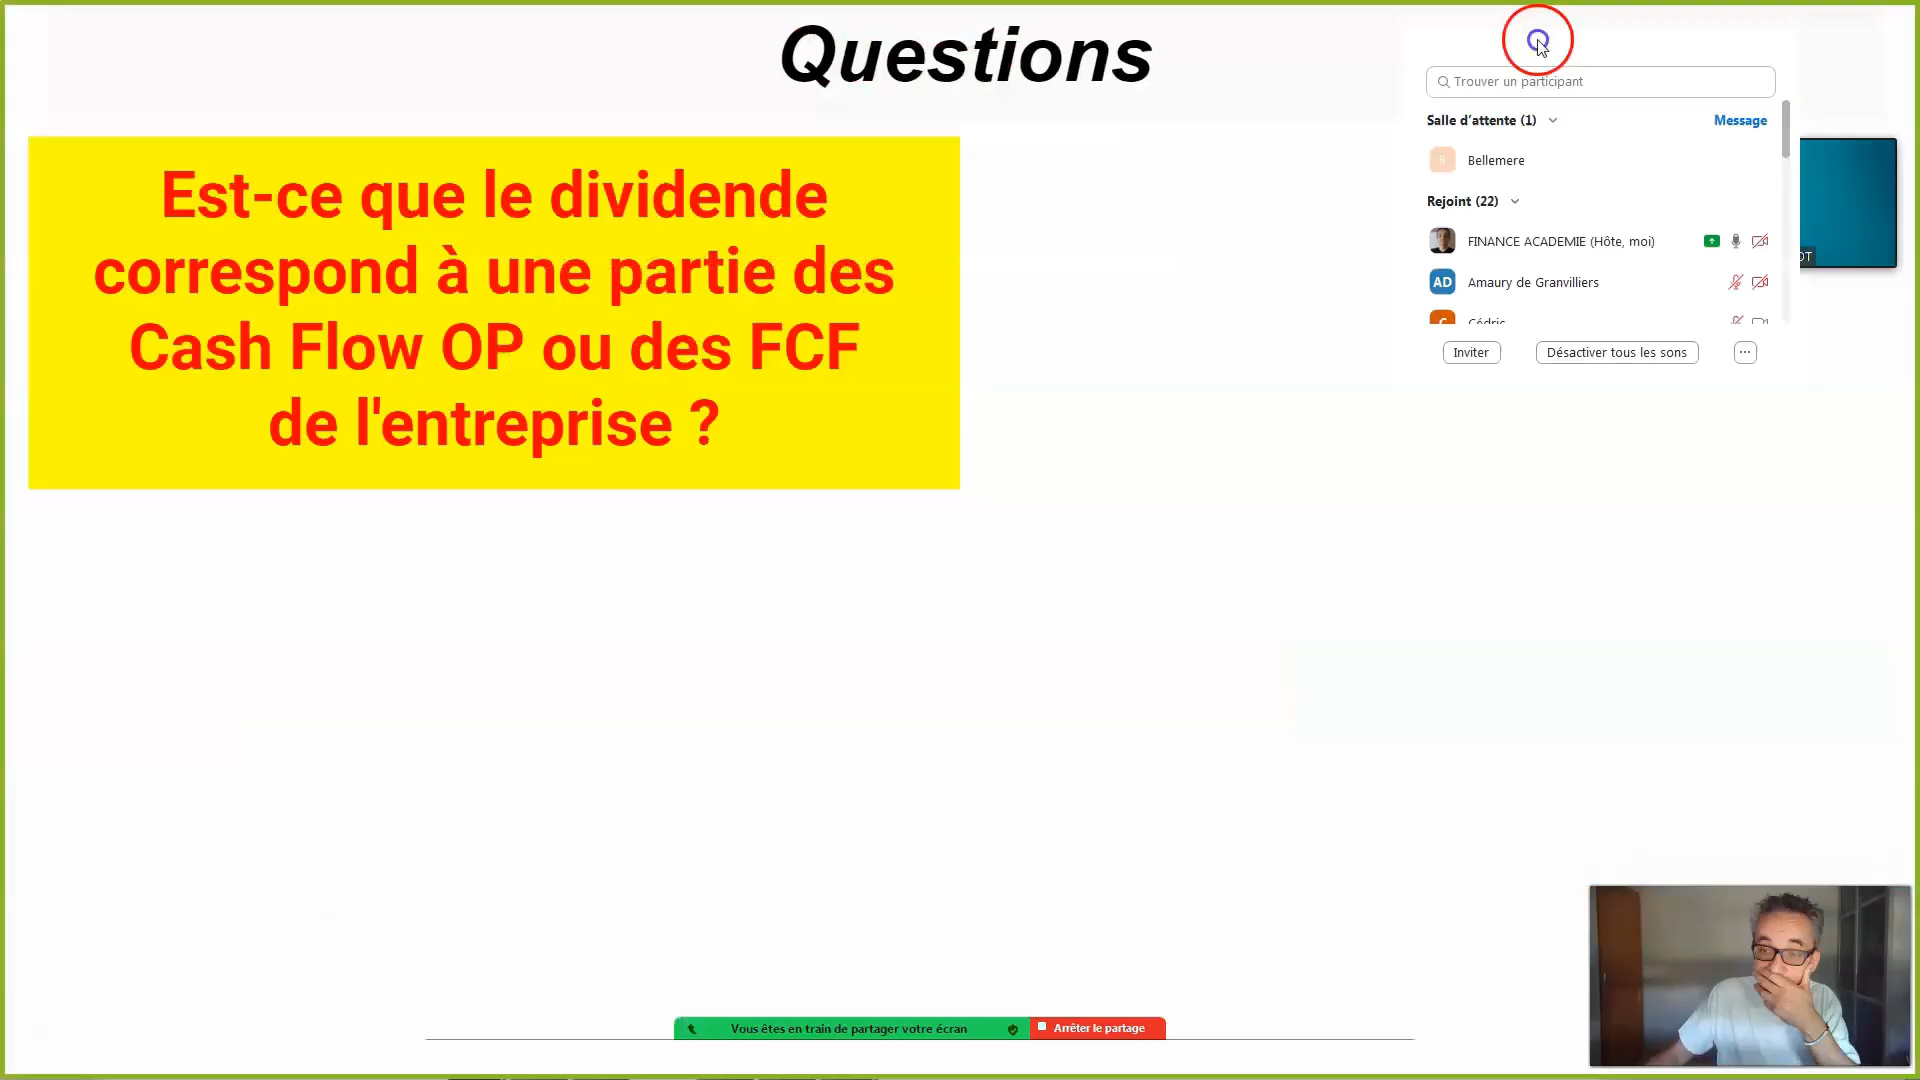 Questions
Est-ce que le dividende
correspond à une partie des
Cash Flow OP ou des FCF
de l'entreprise ?
Trouver un participant
Salle d'attente (1)
Message
B
Bellemere
Rejoint (22)
FINANCE ACADEMIE (Hôte, moi)
AD
Amaury de Granvilliers
C
Cédric
Inviter
Désactiver tous les sons
...
OT
Vous êtes en train de partager votre écran
Arrêter le partage